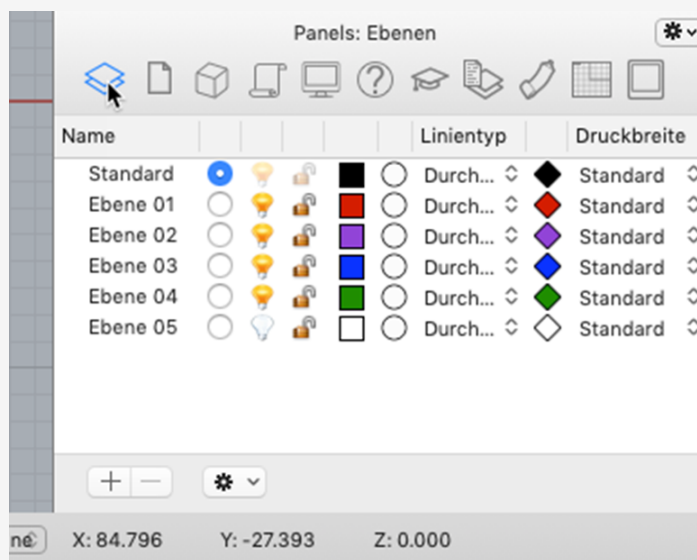 Panels: Ebenen
Name Linientyp Druckbreite
Standard Durch... Standard
Ebene 01 Durch... Standard
Ebene 02 Durch... Standard
Ebene 03 Durch... Standard
Ebene 04 Durch... Standard
Ebene 05 Durch... Standard
ne X: 84.796 Y: -27.393 Z: 0.000